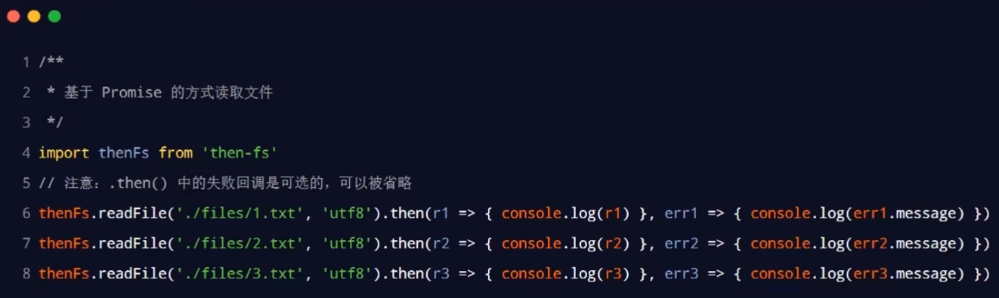 1 /**
2  * 基于 Promise 的方式读取文件
3  */
4 import thenFs from 'then-fs'
5 // 注意：.then() 中的失败回调是可选的，可以被省略
6 thenFs.readFile('./files/1.txt', 'utf8').then(r1 => { console.log(r1) }, err1 => { console.log(err1.message) })
7 thenFs.readFile('./files/2.txt', 'utf8').then(r2 => { console.log(r2) }, err2 => { console.log(err2.message) })
8 thenFs.readFile('./files/3.txt', 'utf8').then(r3 => { console.log(r3) }, err3 => { console.log(err3.message) })